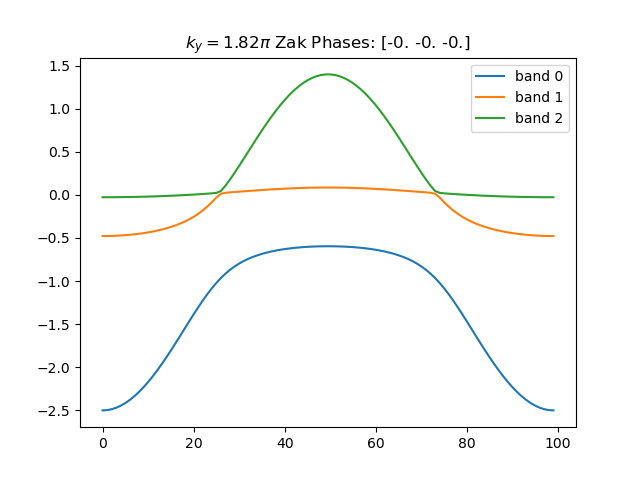 $k_y = 1.82\pi$ Zak Phases: [-0. -0. -0.]
band 0
band 1
band 2
1.5
1.0
0.5
0.0
−0.5
−1.0
−1.5
−2.0
−2.5
0 20 40 60 80 100